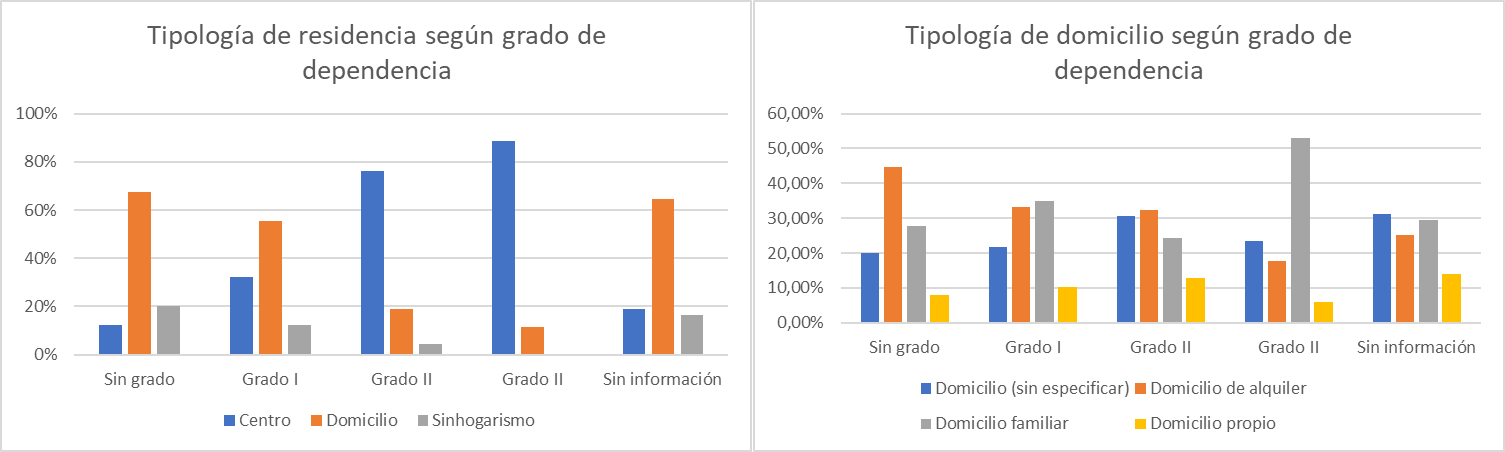 Tipología de residencia según grado de
dependencia
100%
80%
60%
40%
20%
0%
Sin grado
Grado I
Grado II
Grado II
Sin información
Centro
Domicilio
Sinhogarismo
Tipología de domicilio según grado de
dependencia
60,00%
50,00%
40,00%
30,00%
20,00%
10,00%
0,00%
Sin grado
Grado I
Grado II
Grado II
Sin información
Domicilio (sin especificar)
Domicilio de alquiler
Domicilio familiar
Domicilio propio